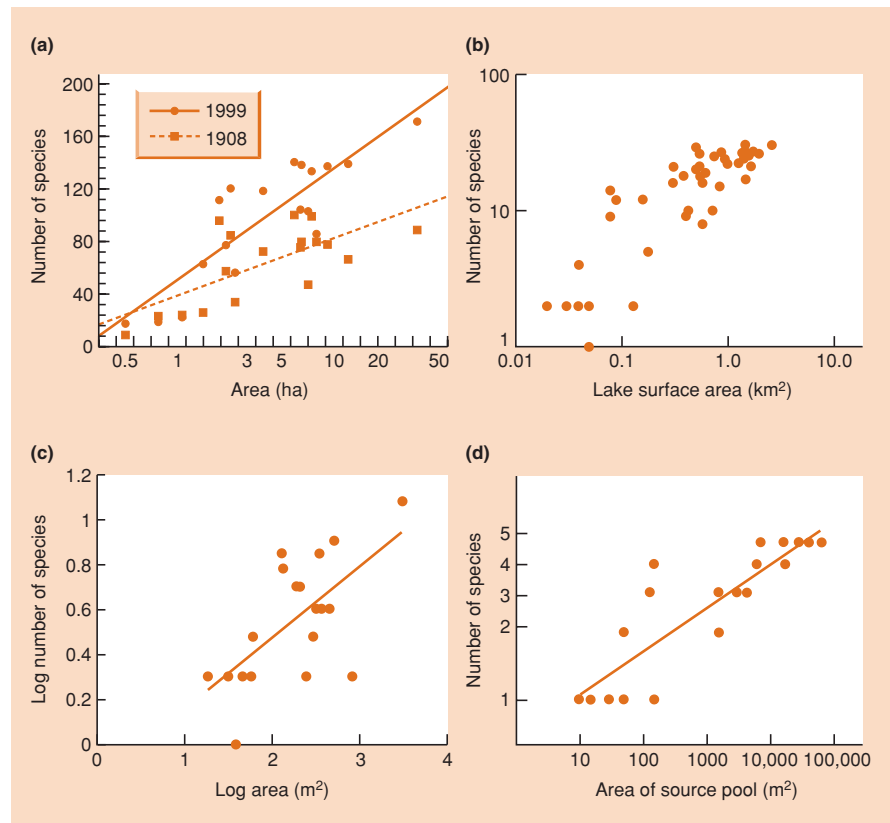 (a)
Number of species
200
160
120
80
40
0
1999
1908
0.5 1 3 5 10 20 50
Area (ha)
(b)
Number of species
100
10
1
0.01 0.1 1.0 10.0
Lake surface area (km²)
(c)
Log number of species
1.2
1
0.8
0.6
0.4
0.2
0
0 1 2 3 4
Log area (m²)
(d)
Number of species
5
4
3
2
1
10 100 1000 10,000 100,000
Area of source pool (m²)